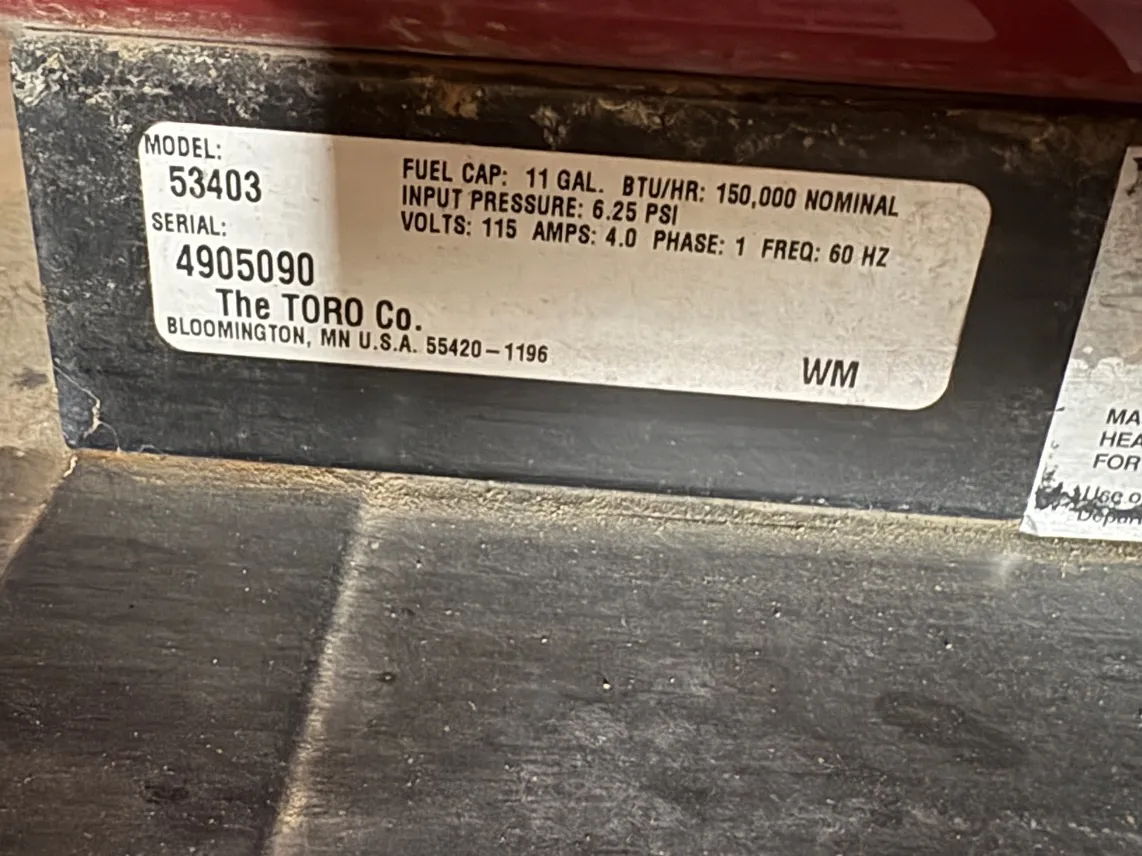 MODEL:
53403
SERIAL:
4905090
The TORO Co.
BLOOMINGTON, MN U.S.A. 55420-1196
FUEL CAP: 11 GAL. BTU/HR: 150,000 NOMINAL
INPUT PRESSURE: 6.25 PSI
VOLTS: 115 AMPS: 4.0 PHASE: 1 FREQ: 60 HZ
WM
MA
HEA
FOR
Use o